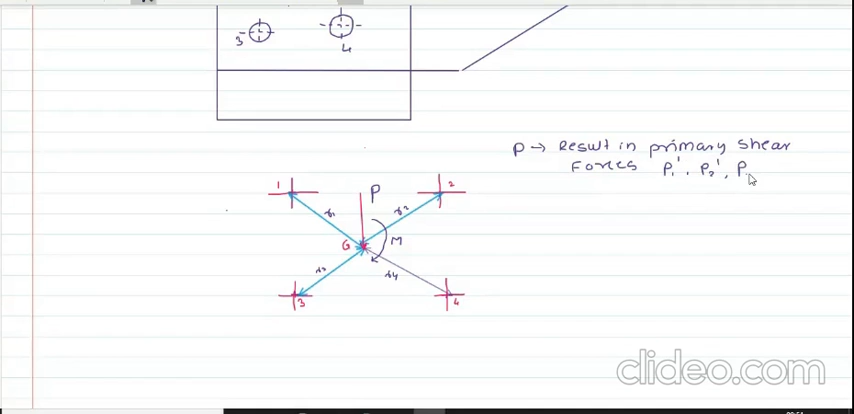 3
4
P → Result in primary shear
Forces P₁', P₂', P
1
P
2
r₁
r₂
G
M
r₃
r₄
3
4
clideo.com